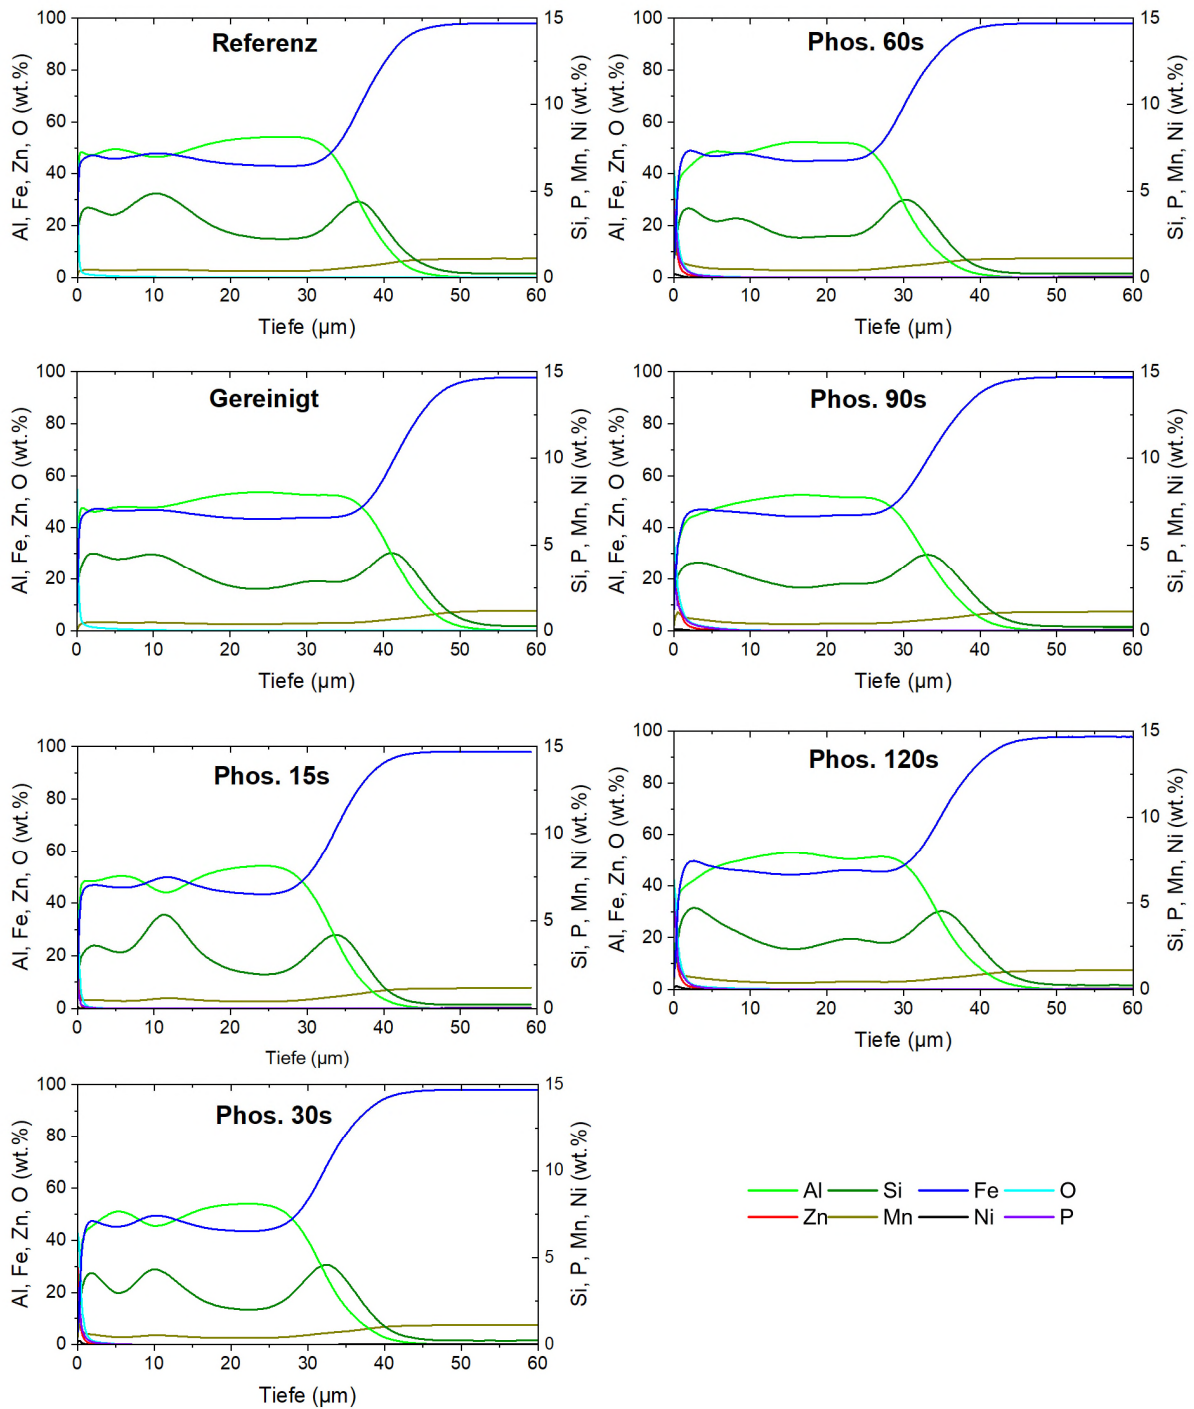 Referenz
100
80
60
40
20
0
Al, Fe, Zn, O (wt.%)
15
10
5
0
Si, P, Mn, Ni (wt.%)
0 10 20 30 40 50 60
Tiefe (µm)
Phos. 60s
100
80
60
40
20
0
Al, Fe, Zn, O (wt.%)
15
10
5
0
Si, P, Mn, Ni (wt.%)
0 10 20 30 40 50 60
Tiefe (µm)
Gereinigt
100
80
60
40
20
0
Al, Fe, Zn, O (wt.%)
15
10
5
0
Si, P, Mn, Ni (wt.%)
0 10 20 30 40 50 60
Tiefe (µm)
Phos. 90s
100
80
60
40
20
0
Al, Fe, Zn, O (wt.%)
15
10
5
0
Si, P, Mn, Ni (wt.%)
0 10 20 30 40 50 60
Tiefe (µm)
Phos. 15s
100
80
60
40
20
0
Al, Fe, Zn, O (wt.%)
15
10
5
0
Si, P, Mn, Ni (wt.%)
0 10 20 30 40 50 60
Tiefe (µm)
Phos. 120s
100
80
60
40
20
0
Al, Fe, Zn, O (wt.%)
15
10
5
0
Si, P, Mn, Ni (wt.%)
0 10 20 30 40 50 60
Tiefe (µm)
Phos. 30s
100
80
60
40
20
0
Al, Fe, Zn, O (wt.%)
15
10
5
0
Si, P, Mn, Ni (wt.%)
0 10 20 30 40 50 60
Tiefe (µm)
Al Si Fe O
Zn Mn Ni P